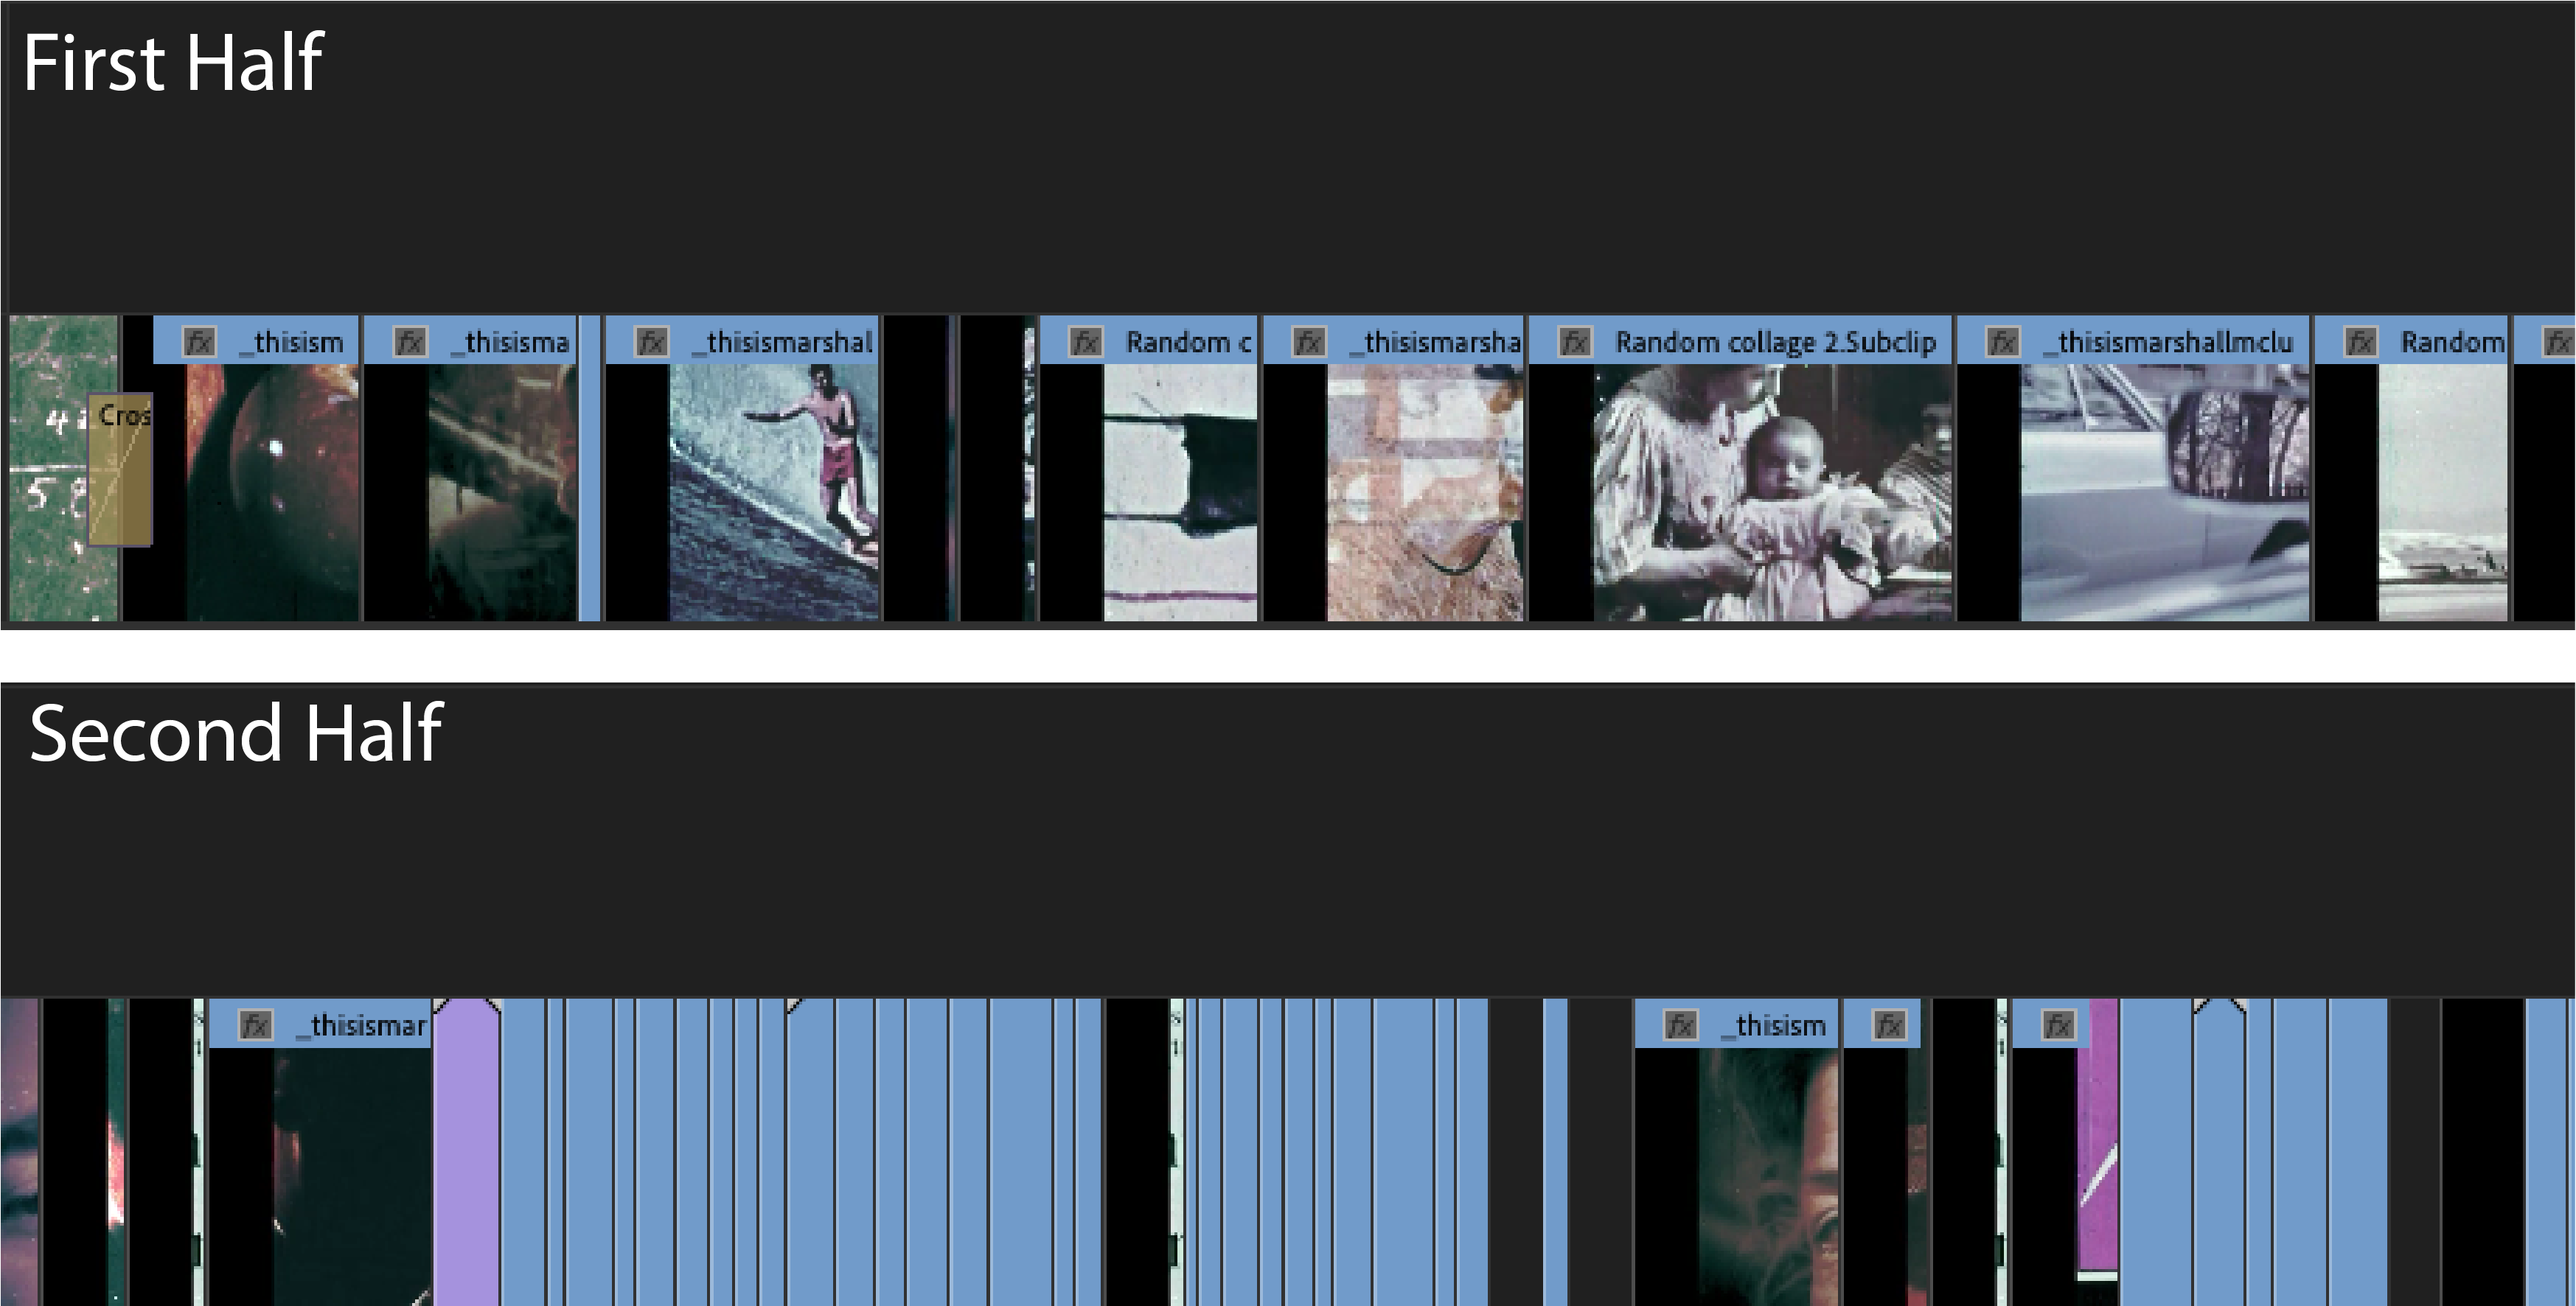 First Half
fx _thisism fx _thisisma fx _thisismarshal fx Random c fx _thisismarsha fx Random collage 2.Subclip fx _thisismarshallmclu fx Random fx
Cros
5.8
Second Half
fx _thisismar fx _thisism fx fx